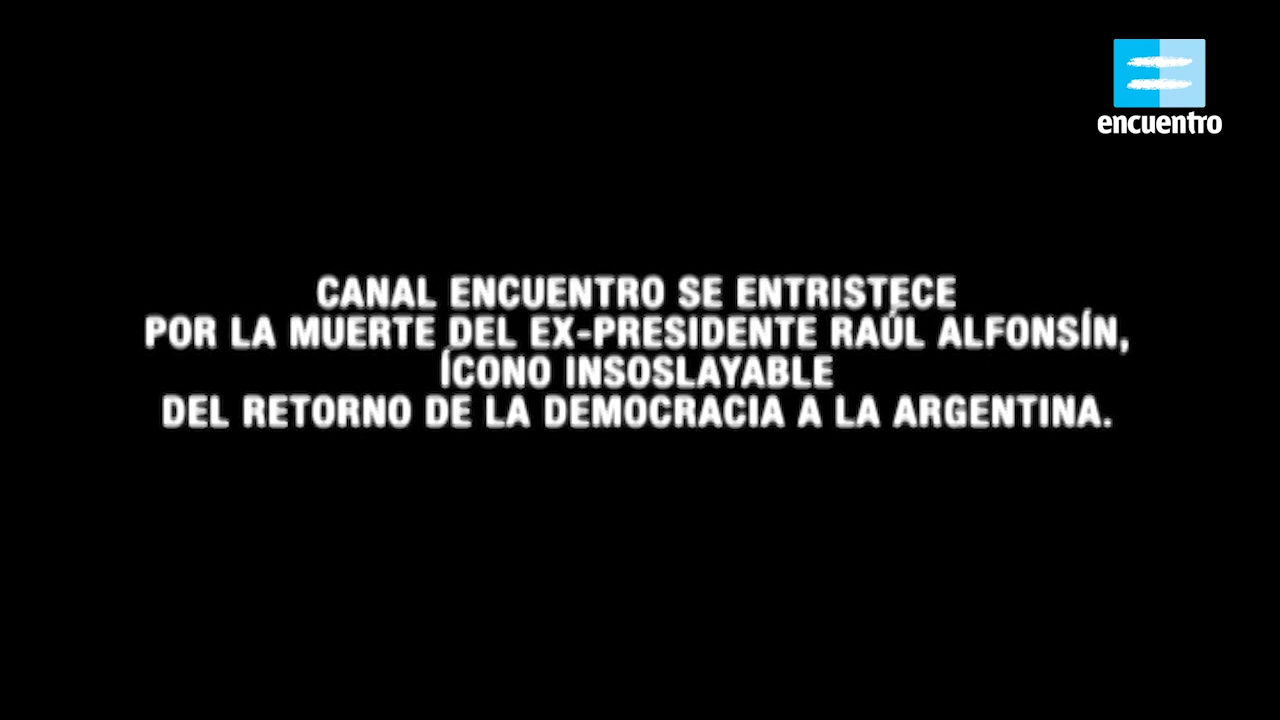 encuentro
CANAL ENCUENTRO SE ENTRISTECE
POR LA MUERTE DEL EX-PRESIDENTE RAÚL ALFONSÍN,
ÍCONO INSOSLAYABLE
DEL RETORNO DE LA DEMOCRACIA A LA ARGENTINA.